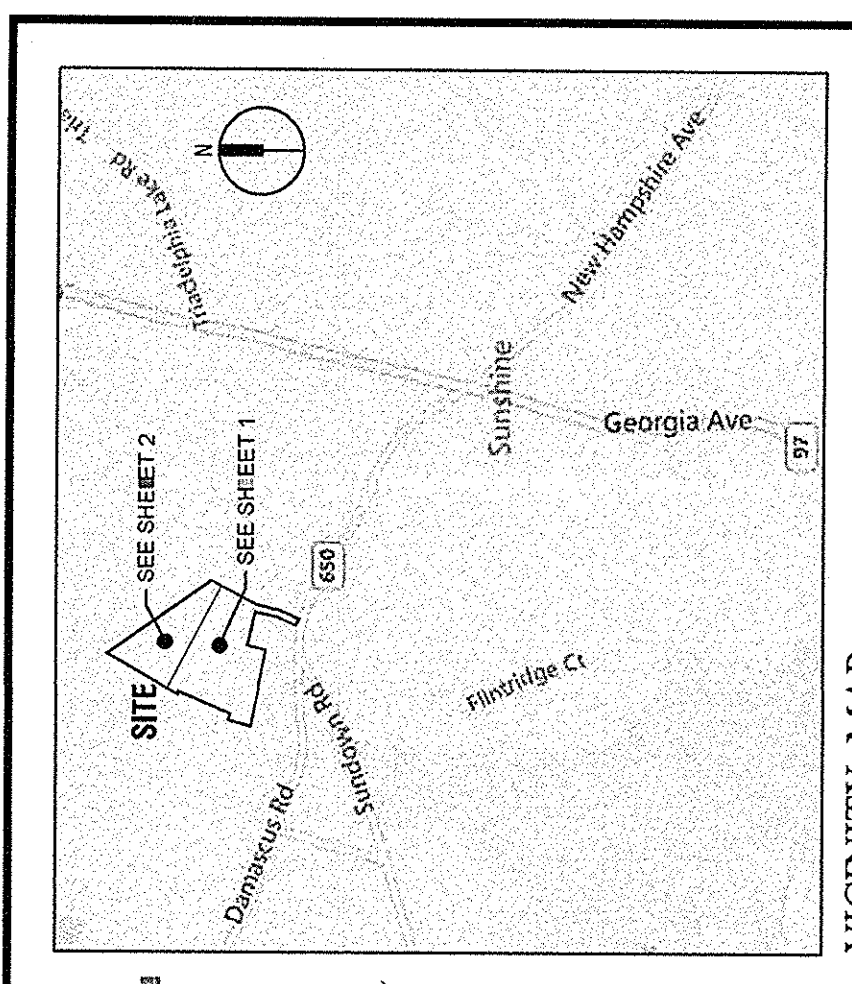 Tria
Triadelphia Lake Rd
N
New Hampshire Ave
Sunshine
Georgia Ave
97
SEE SHEET 2
SEE SHEET 1
650
SITE
Flintridge Ct
Sundown Rd
Damascus Rd
VICINITY MAP